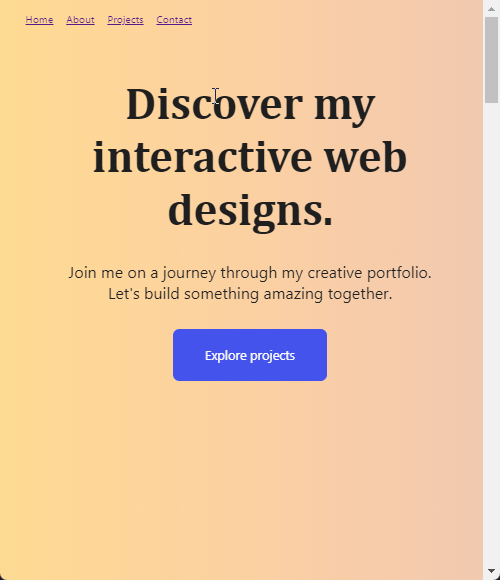 Home About Projects Contact
Discover my
interactive web
designs.
Join me on a journey through my creative portfolio.
Let's build something amazing together.
Explore projects